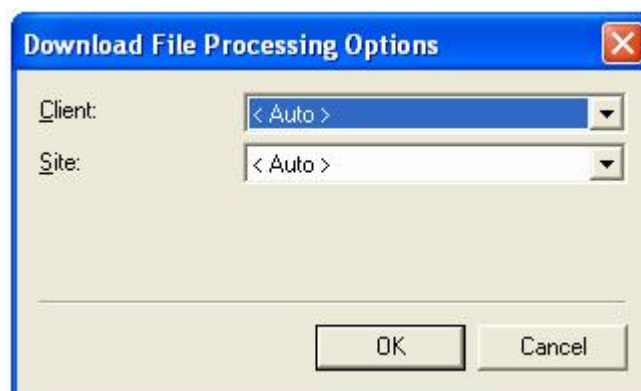 Download File Processing Options
Client: < Auto >
Site: < Auto >
OK Cancel